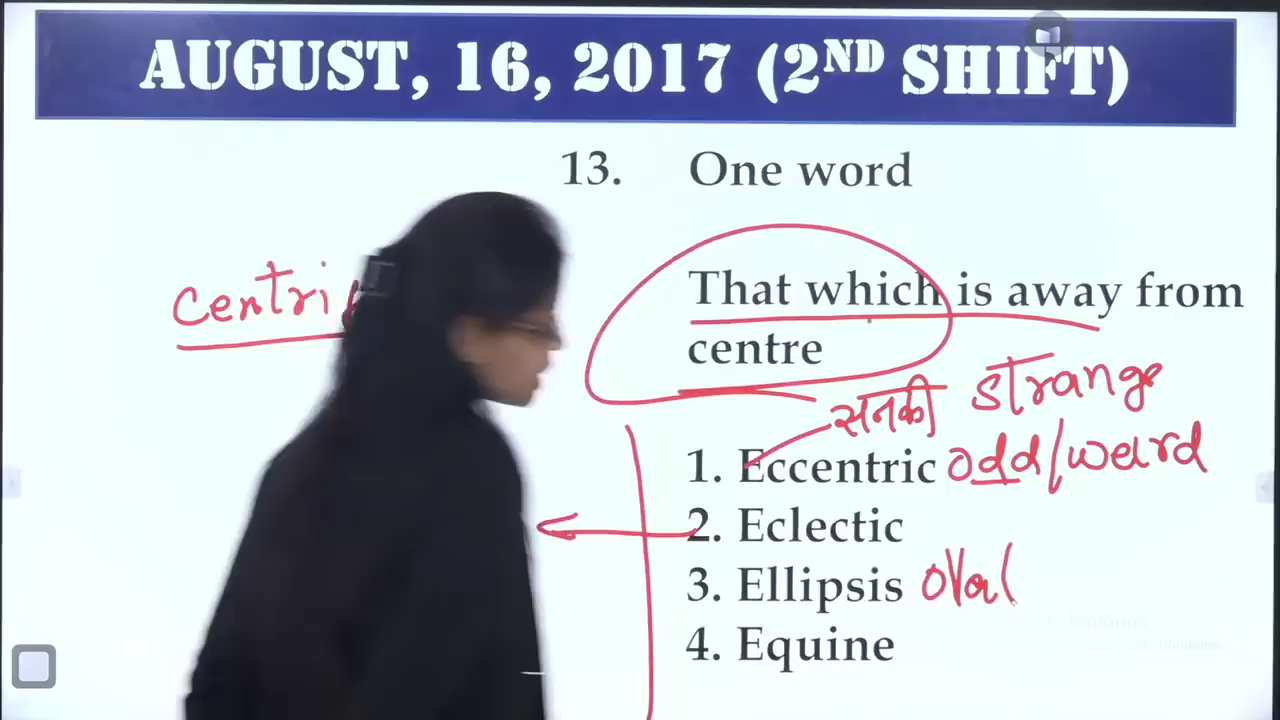 AUGUST, 16, 2017 (2ND SHIFT)
13. One word
That which is away from
centre
सनकी strange
1. Eccentric odd/weird
2. Eclectic
3. Ellipsis oval
4. Equine